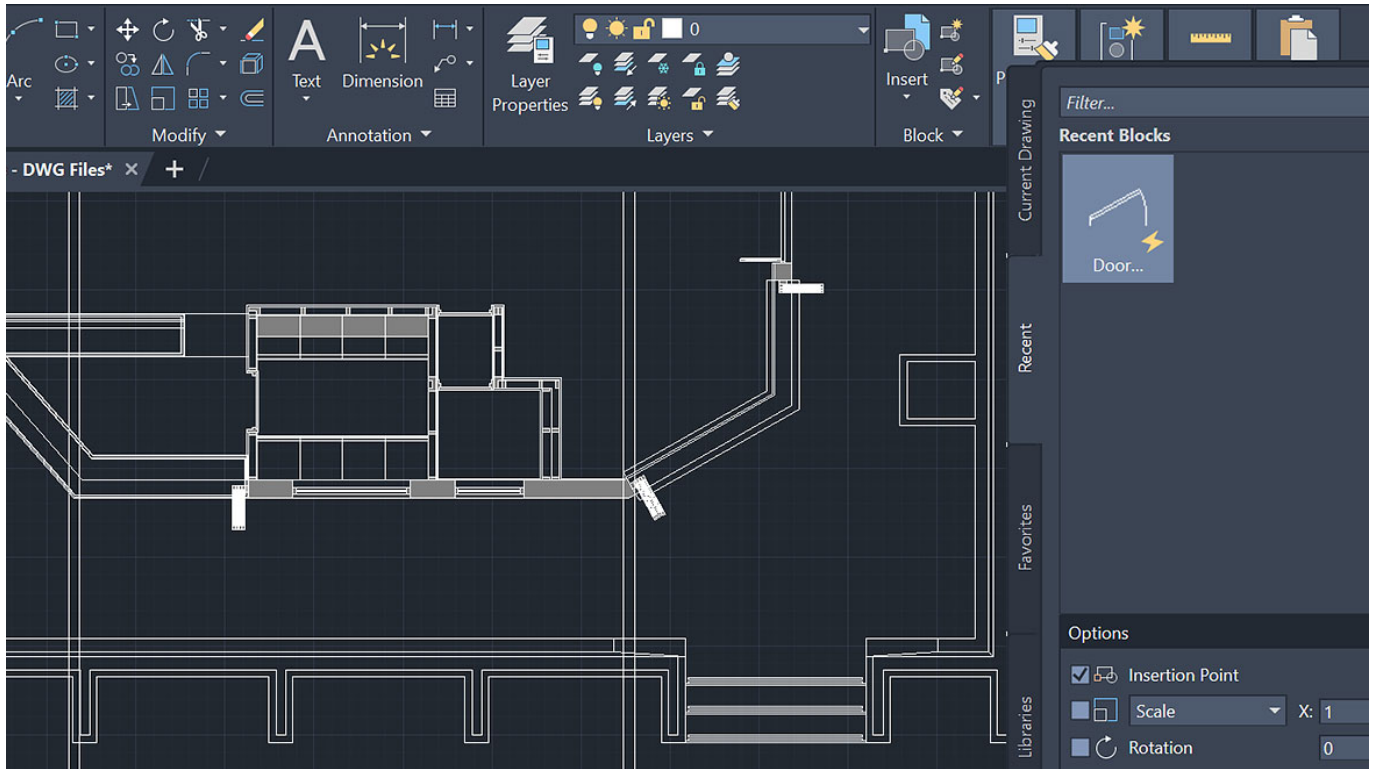 Arc
Modify
A
Text
Dimension
Annotation
Layer
Properties
0
Layers
Insert
Block
P
- DWG Files*
Current Drawing
Recent
Favorites
Libraries
Filter...
Recent Blocks
Door...
Options
Insertion Point
Scale
X: 1
Rotation
0